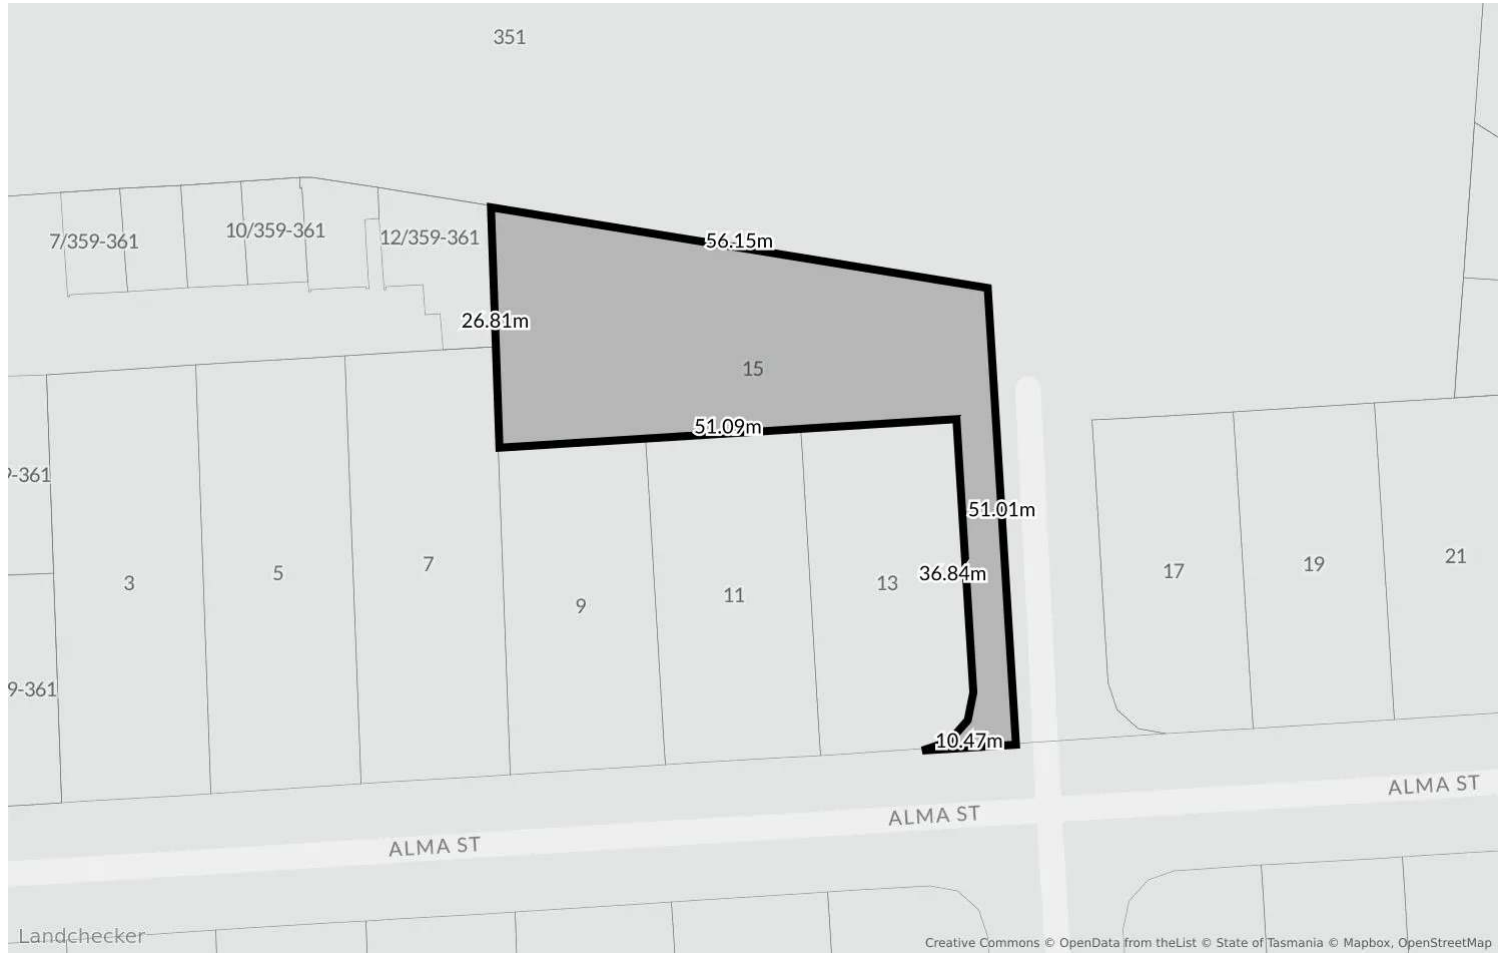 351
7/359-361
10/359-361
12/359-361
56.15m
26.81m
15
51.09m
9-361
51.01m
3
5
7
9
11
13
36.84m
17
19
21
9-361
10.47m
ALMA ST
ALMA ST
ALMA ST
Landchecker
Creative Commons © OpenData from theList © State of Tasmania © Mapbox, OpenStreetMap